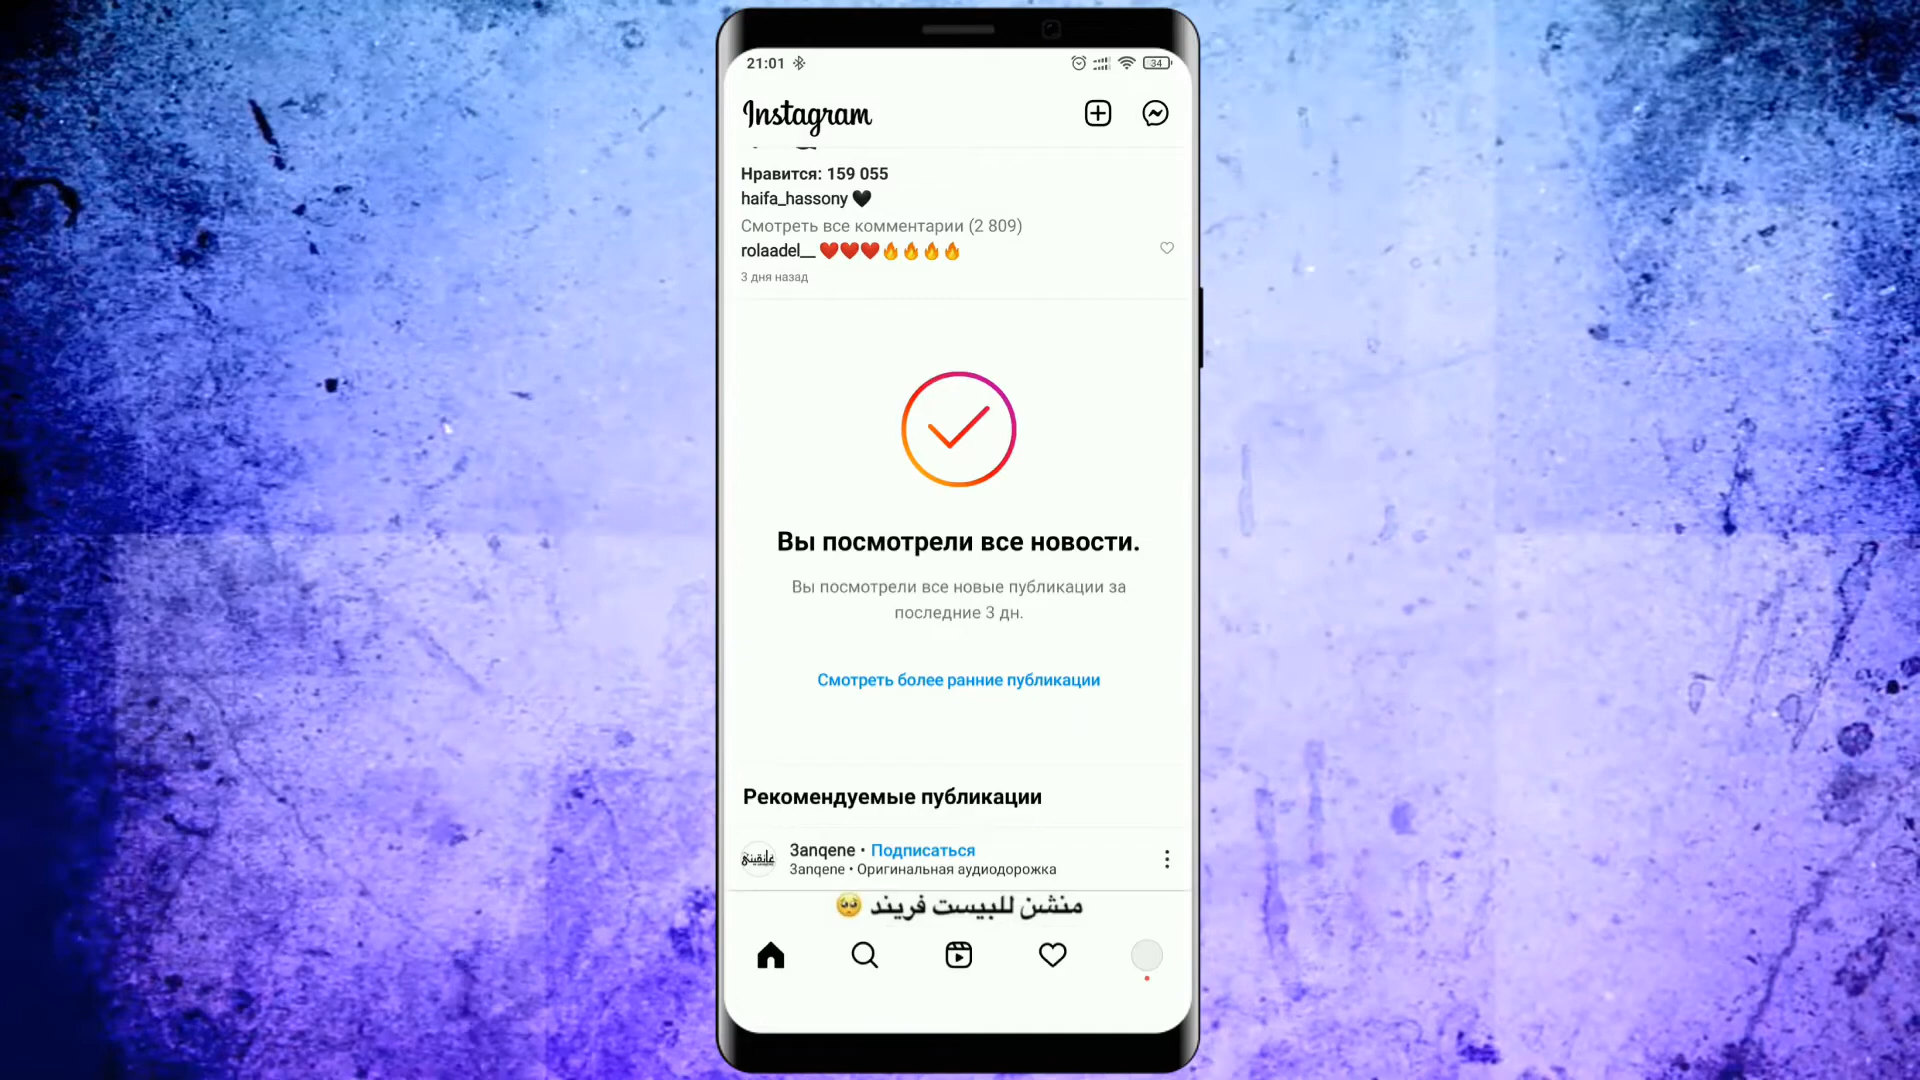 21:01
34
Instagram
Нравится: 159 055
haifa_hassony 🖤
Смотреть все комментарии (2 809)
rolaadel__ ❤️❤️❤️🔥🔥🔥🔥
3 дня назад
Вы посмотрели все новости.
Вы посмотрели все новые публикации за
последние 3 дн.
Смотреть более ранние публикации
Рекомендуемые публикации
3anqene • Подписаться
3anqene • Оригинальная аудиодорожка
منشن للبيست فريند 🥺